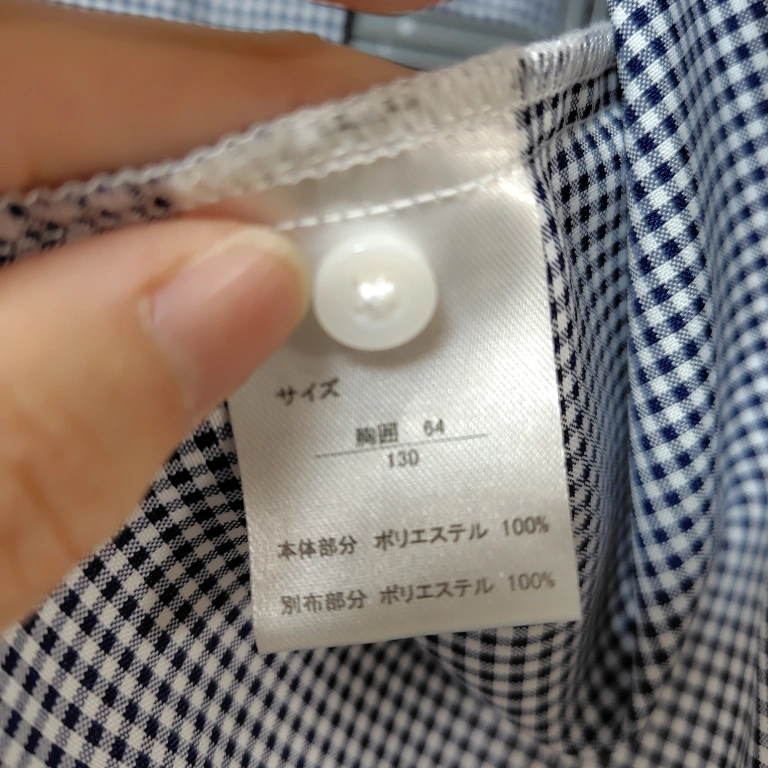 サイズ
胸囲 64
130
本体部分 ポリエステル 100%
別布部分 ポリエステル 100%